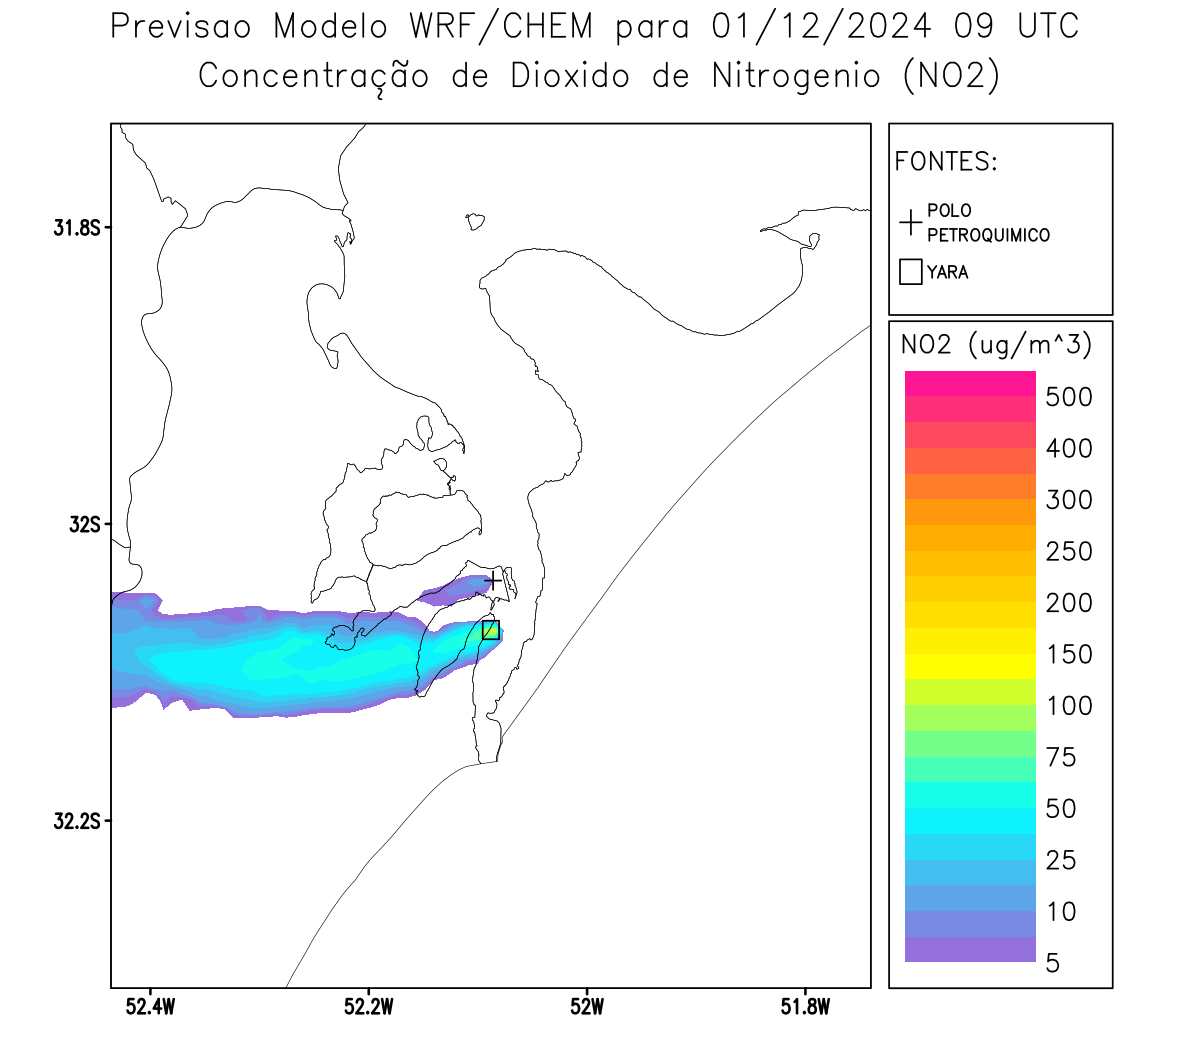 Previsao Modelo WRF/CHEM para 01/12/2024 09 UTC
Concentração de Dioxido de Nitrogenio (NO2)
FONTES:
POLO
PETROQUIMICO
YARA
NO2 (ug/m^3)
500
400
300
250
200
150
100
75
50
25
10
5
31.8S
32S
32.2S
52.4W
52.2W
52W
51.8W